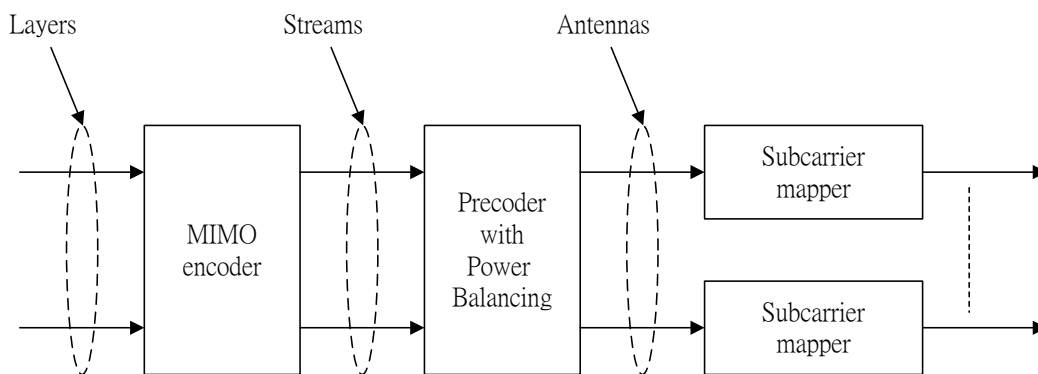 Layers
Streams
Antennas
MIMO
encoder
Precoder
with
Power
Balancing
Subcarrier
mapper
Subcarrier
mapper